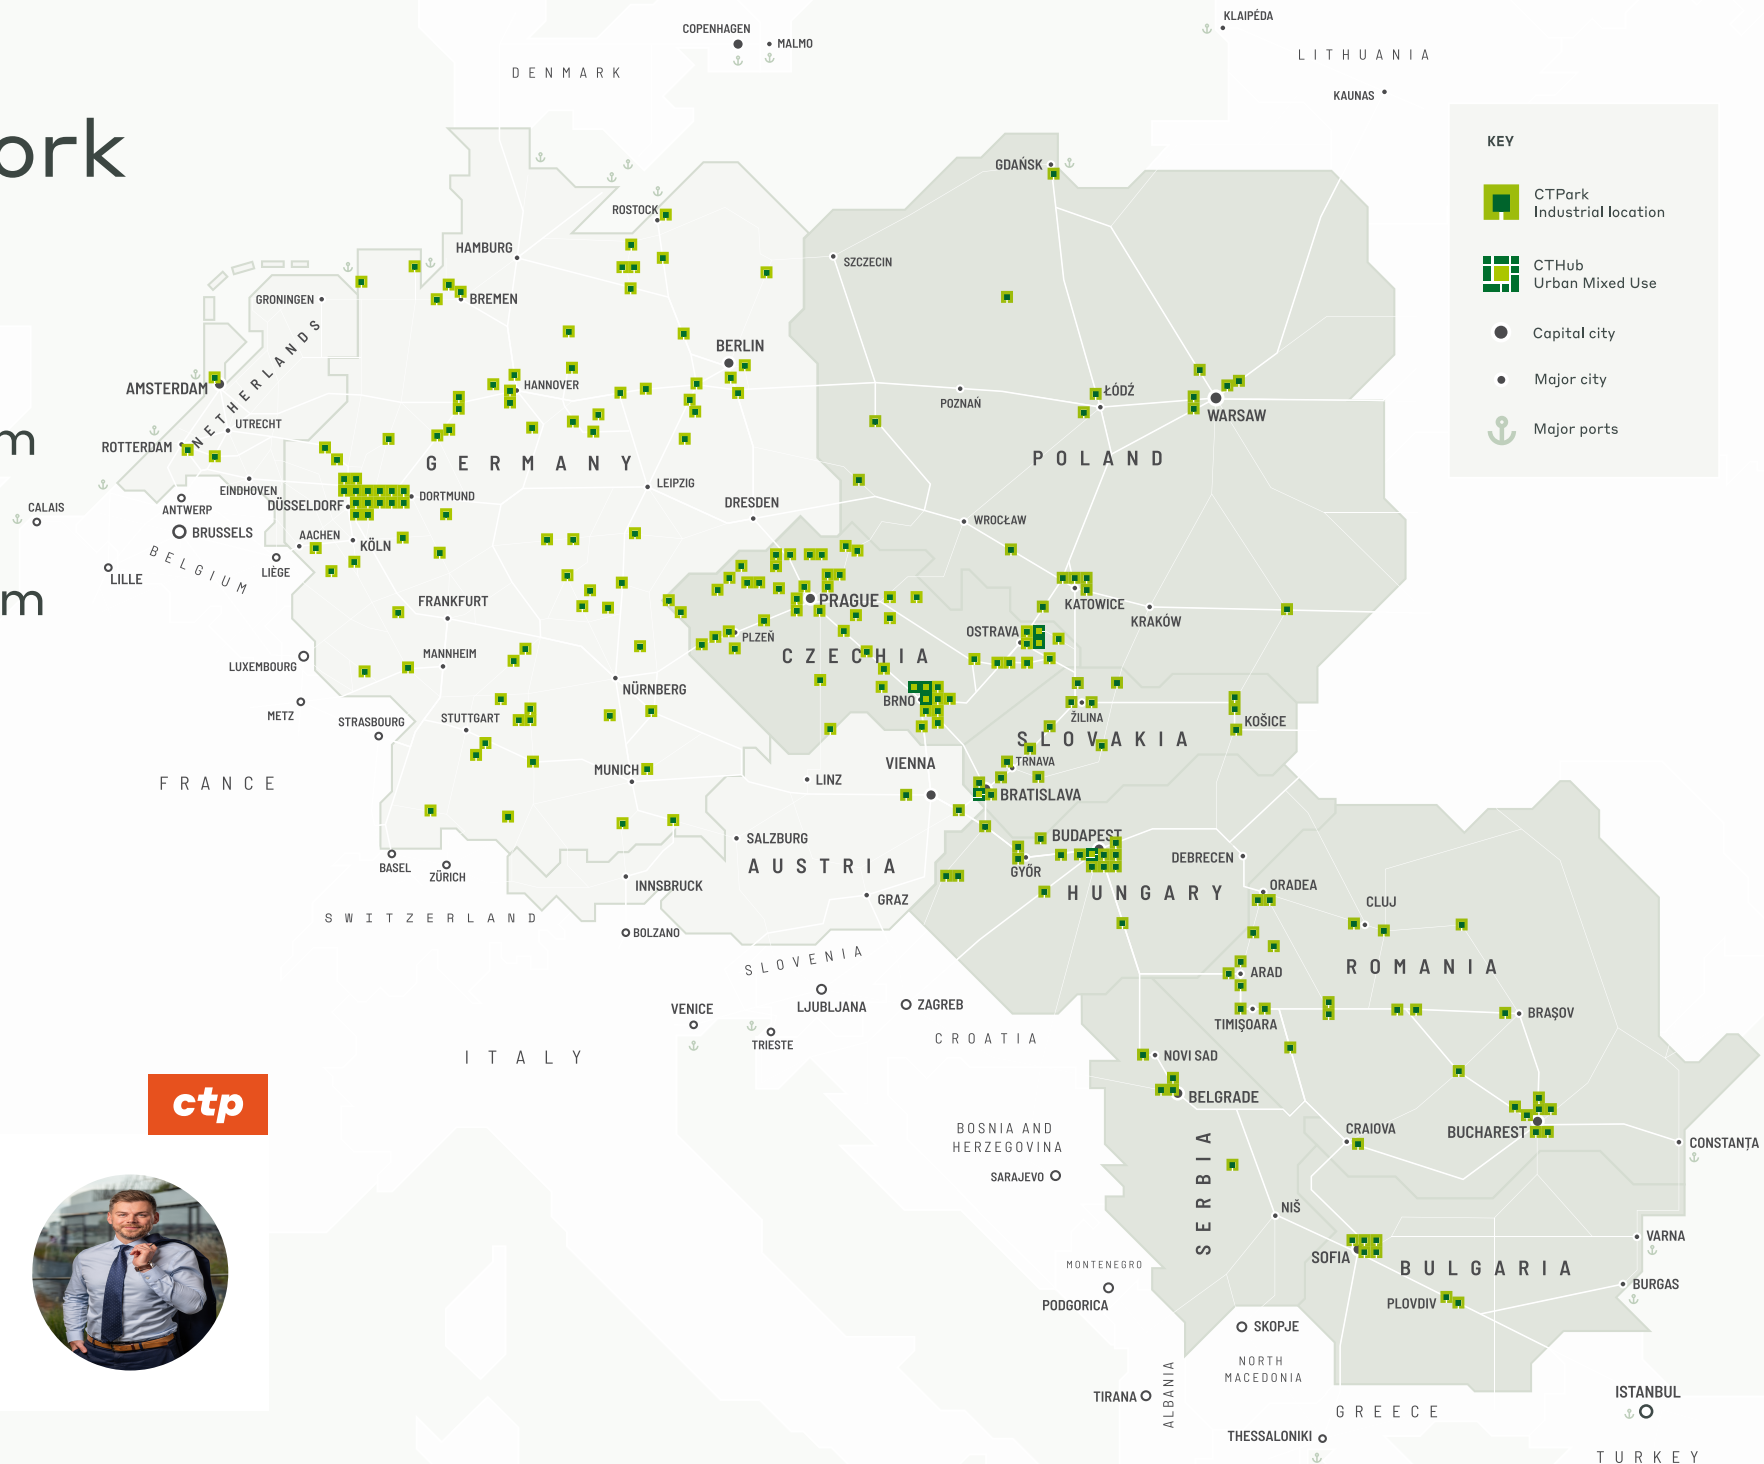 ork
m
m
KEY
CTPark
Industrial location
CTHub
Urban Mixed Use
Capital city
Major city
Major ports
COPENHAGEN
MALMO
DENMARK
KLAIPÉDA
LITHUANIA
KAUNAS
GDAŃSK
ROSTOCK
HAMBURG
SZCZECIN
GRONINGEN
BREMEN
BERLIN
AMSTERDAM
NETHERLANDS
HANNOVER
POZNAŃ
ŁÓDŹ
WARSAW
UTRECHT
ROTTERDAM
GERMANY
POLAND
EINDHOVEN
DÜSSELDORF
DORTMUND
LEIPZIG
DRESDEN
CALAIS
ANTWERP
BRUSSELS
AACHEN
KÖLN
WROCŁAW
BELGIUM
LIÈGE
LILLE
FRANKFURT
PRAGUE
KATOWICE
KRAKÓW
OSTRAVA
PLZEŇ
CZECHIA
LUXEMBOURG
MANNHEIM
NÜRNBERG
BRNO
METZ
STRASBOURG
STUTTGART
ŽILINA
KOŠICE
SLOVAKIA
FRANCE
MUNICH
LINZ
VIENNA
TRNAVA
BRATISLAVA
SALZBURG
BUDAPEST
DEBRECEN
BASEL
ZÜRICH
AUSTRIA
GYŐR
INNSBRUCK
GRAZ
HUNGARY
ORADEA
CLUJ
SWITZERLAND
BOLZANO
SLOVENIA
ROMANIA
ARAD
LJUBLJANA
ZAGREB
VENICE
TRIESTE
TIMIŞOARA
BRAŞOV
CROATIA
ITALY
NOVI SAD
BELGRADE
ctp
BOSNIA AND
HERZEGOVINA
SARAJEVO
SERBIA
CRAIOVA
BUCHAREST
CONSTANȚA
NIŠ
SOFIA
BULGARIA
VARNA
BURGAS
PLOVDIV
MONTENEGRO
PODGORICA
SKOPJE
NORTH
MACEDONIA
TIRANA
ALBANIA
GREECE
THESSALONIKI
ISTANBUL
TURKEY